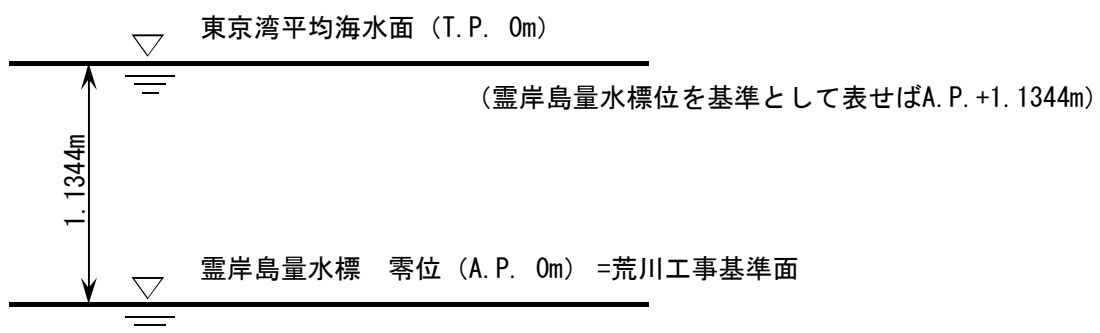 東京湾平均海水面 (T.P. 0m)
(霊岸島量水標位を基準として表せばA.P.+1.1344m)
1.1344m
霊岸島量水標　零位 (A.P. 0m) =荒川工事基準面